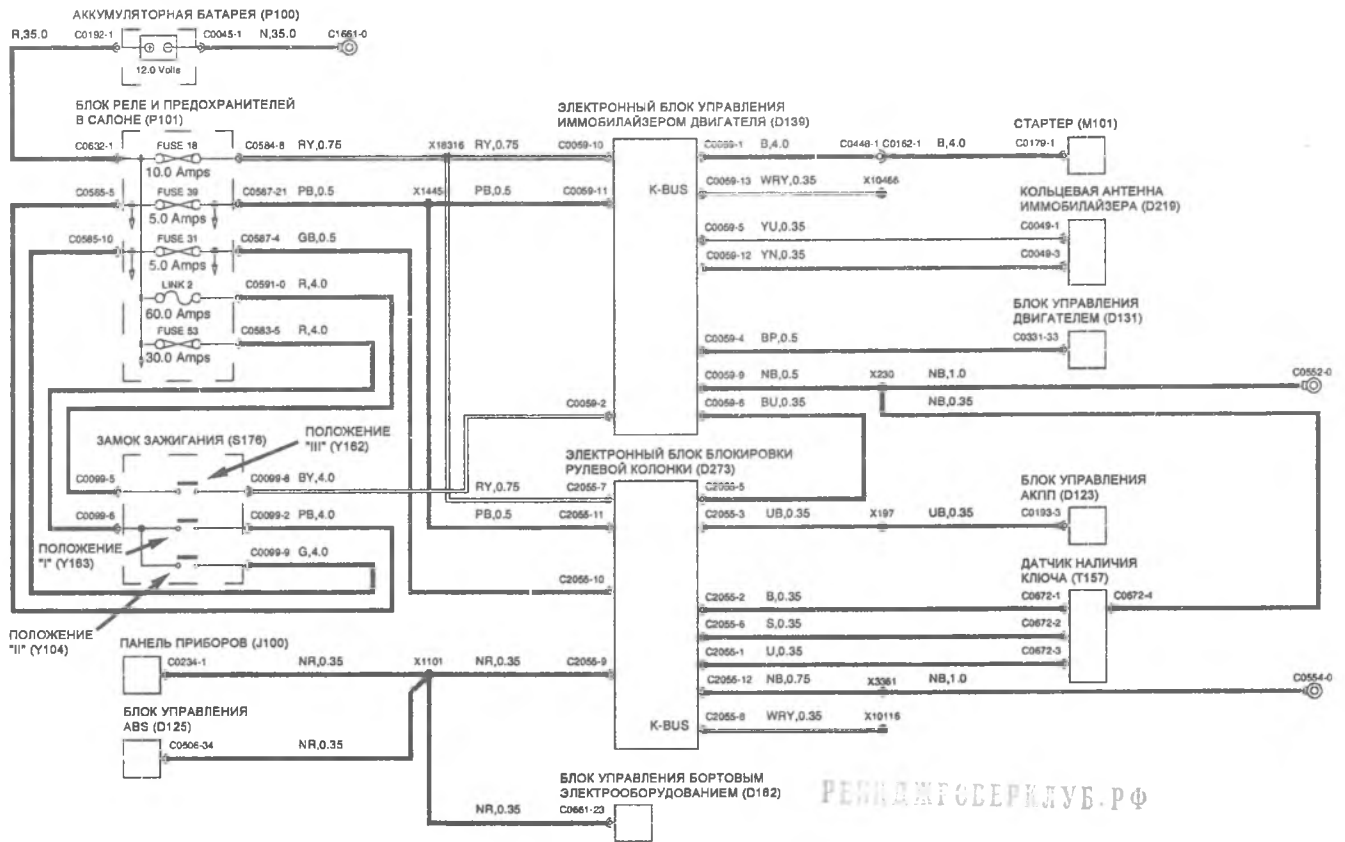 АККУМУЛЯТОРНАЯ БАТАРЕЯ (P100)
R,35.0 C0192-1 C0045-1 N,35.0 C1661-0
12.0 Volts
БЛОК РЕЛЕ И ПРЕДОХРАНИТЕЛЕЙ
В САЛОНЕ (P101)
C0632-1 FUSE 18 C0584-8 RY,0.75 X18316 RY,0.75 C0059-10
10.0 Amps
C0585-5 FUSE 39 C0587-21 PB,0.5 X1445 PB,0.5 C0059-11
5.0 Amps
C0585-10 FUSE 31 C0587-4 GB,0.5
5.0 Amps
LINK 2 C0591-0 R,4.0
60.0 Amps
FUSE 53 C0583-5 R,4.0
30.0 Amps
ЭЛЕКТРОННЫЙ БЛОК УПРАВЛЕНИЯ
ИММОБИЛАЙЗЕРОМ ДВИГАТЕЛЯ (D139)
K-BUS
C0059-2
B,4.0 C0448-1 C0162-1 B,4.0 C0179-1
СТАРТЕР (M101)
C0059-13 WRY,0.35 X10466
КОЛЬЦЕВАЯ АНТЕННА
ИММОБИЛАЙЗЕРА (D219)
C0059-5 YU,0.35 C0049-1
C0059-12 YN,0.35 C0049-3
БЛОК УПРАВЛЕНИЯ
ДВИГАТЕЛЕМ (D131)
C0059-4 BP,0.5 C0331-33
C0059-9 NB,0.5 X230 NB,1.0 C0552-0
C0059-6 BU,0.35 NB,0.35
ЗАМОК ЗАЖИГАНИЯ (S176)
ПОЛОЖЕНИЕ
"III" (Y162)
C0099-5 C0099-8 BY,4.0
C0099-6 C0099-2 PB,4.0
C0099-9 G,4.0
ПОЛОЖЕНИЕ
"I" (Y163)
ПОЛОЖЕНИЕ
"II" (Y104)
ЭЛЕКТРОННЫЙ БЛОК БЛОКИРОВКИ
РУЛЕВОЙ КОЛОНКИ (D273)
RY,0.75 C2055-7 C2055-5
PB,0.5 C2055-11 C2055-3 UB,0.35 X197 UB,0.35 C0193-3
БЛОК УПРАВЛЕНИЯ
АКПП (D123)
C2055-10
ДАТЧИК НАЛИЧИЯ
КЛЮЧА (T157)
C2055-2 B,0.35 C0672-1 C0672-4
C2055-6 S,0.35 C0672-2
C2055-1 U,0.35 C0672-3
C2055-12 NB,0.75 X3361 NB,1.0 C0554-0
C2055-8 WRY,0.35 X10116
K-BUS
ПАНЕЛЬ ПРИБОРОВ (J100)
C0234-1 NR,0.35 X1101 NR,0.35 C2055-9
БЛОК УПРАВЛЕНИЯ
ABS (D125)
C0506-34 NR,0.35
БЛОК УПРАВЛЕНИЯ БОРТОВЫМ
ЭЛЕКТРООБОРУДОВАНИЕМ (D162)
NR,0.35 C0661-23